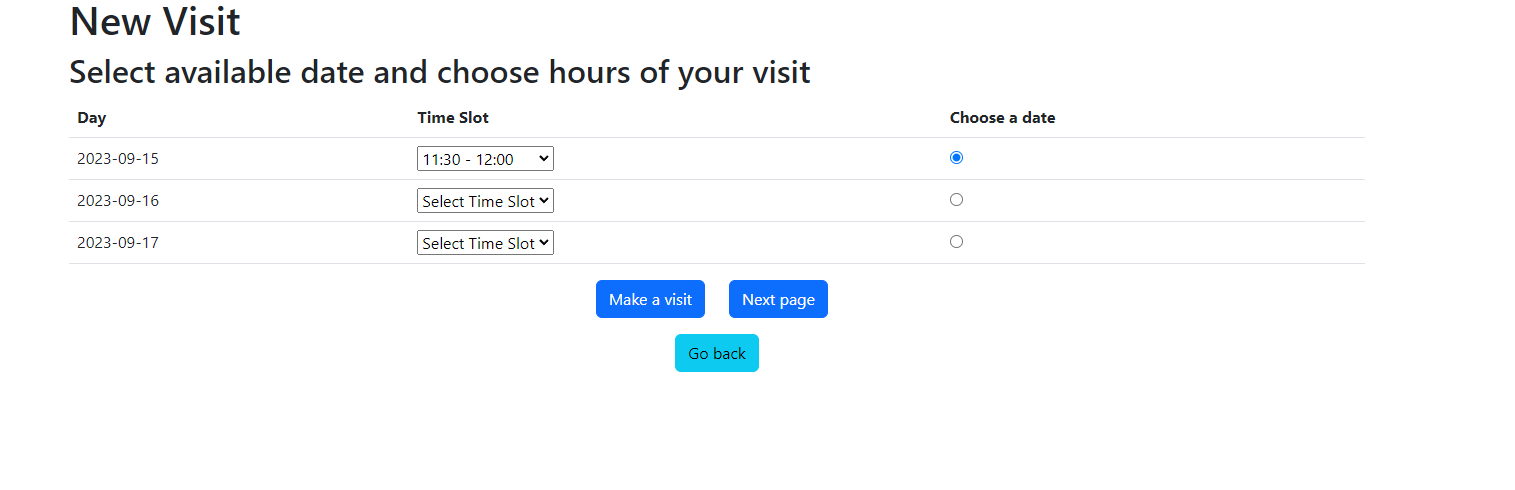 New Visit
Select available date and choose hours of your visit
Day Time Slot Choose a date
2023-09-15 11:30 - 12:00
2023-09-16 Select Time Slot
2023-09-17 Select Time Slot
Make a visit Next page
Go back